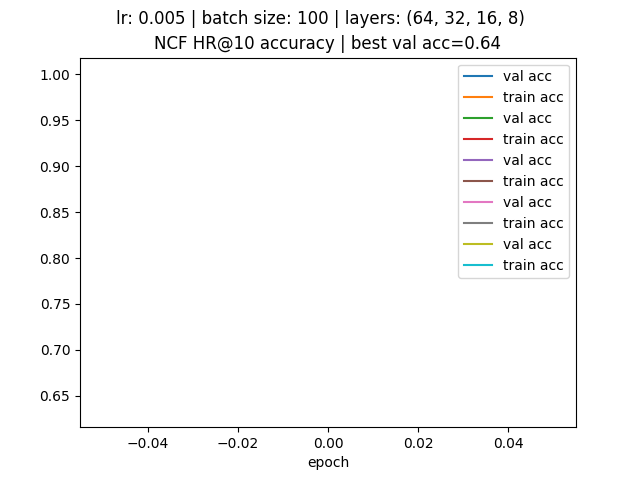 lr: 0.005 | batch size: 100 | layers: (64, 32, 16, 8)
NCF HR@10 accuracy | best val acc=0.64
1.00
0.95
0.90
0.85
0.80
0.75
0.70
0.65
val acc
train acc
val acc
train acc
val acc
train acc
val acc
train acc
val acc
train acc
−0.04 −0.02 0.00 0.02 0.04
epoch